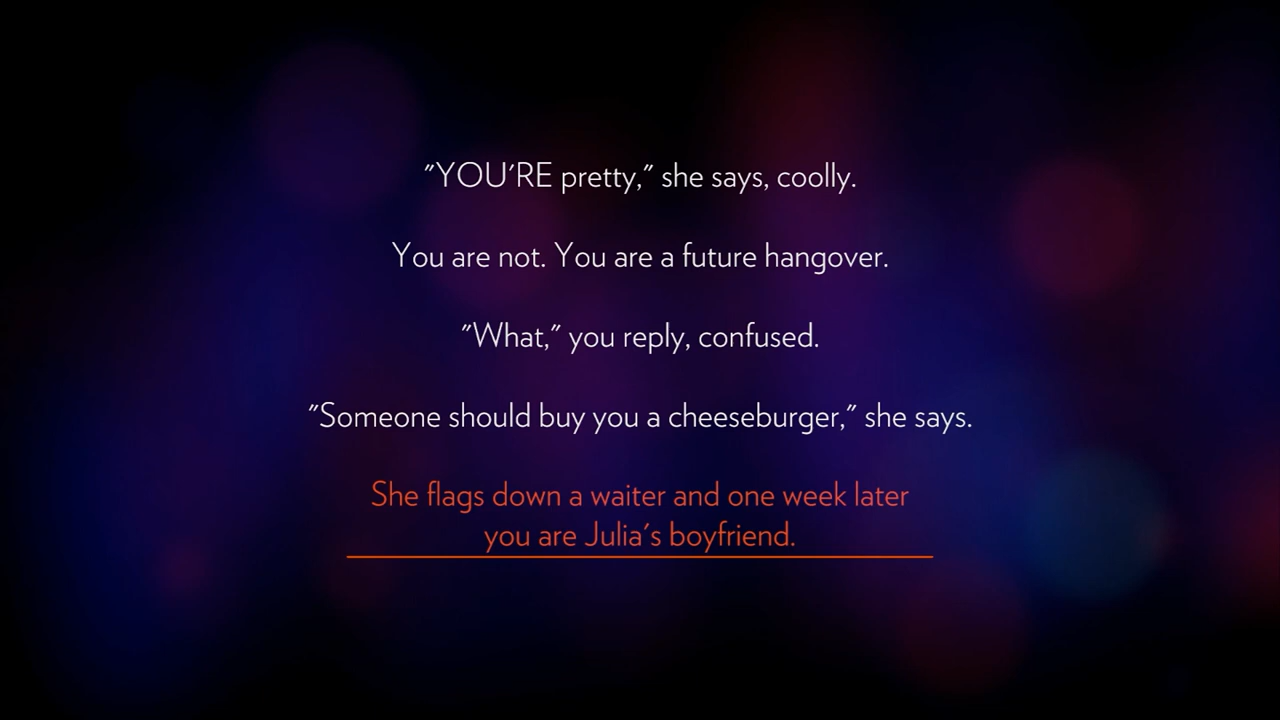 "YOU'RE pretty," she says, coolly.
You are not. You are a future hangover.
"What," you reply, confused.
"Someone should buy you a cheeseburger," she says.
She flags down a waiter and one week later
you are Julia's boyfriend.